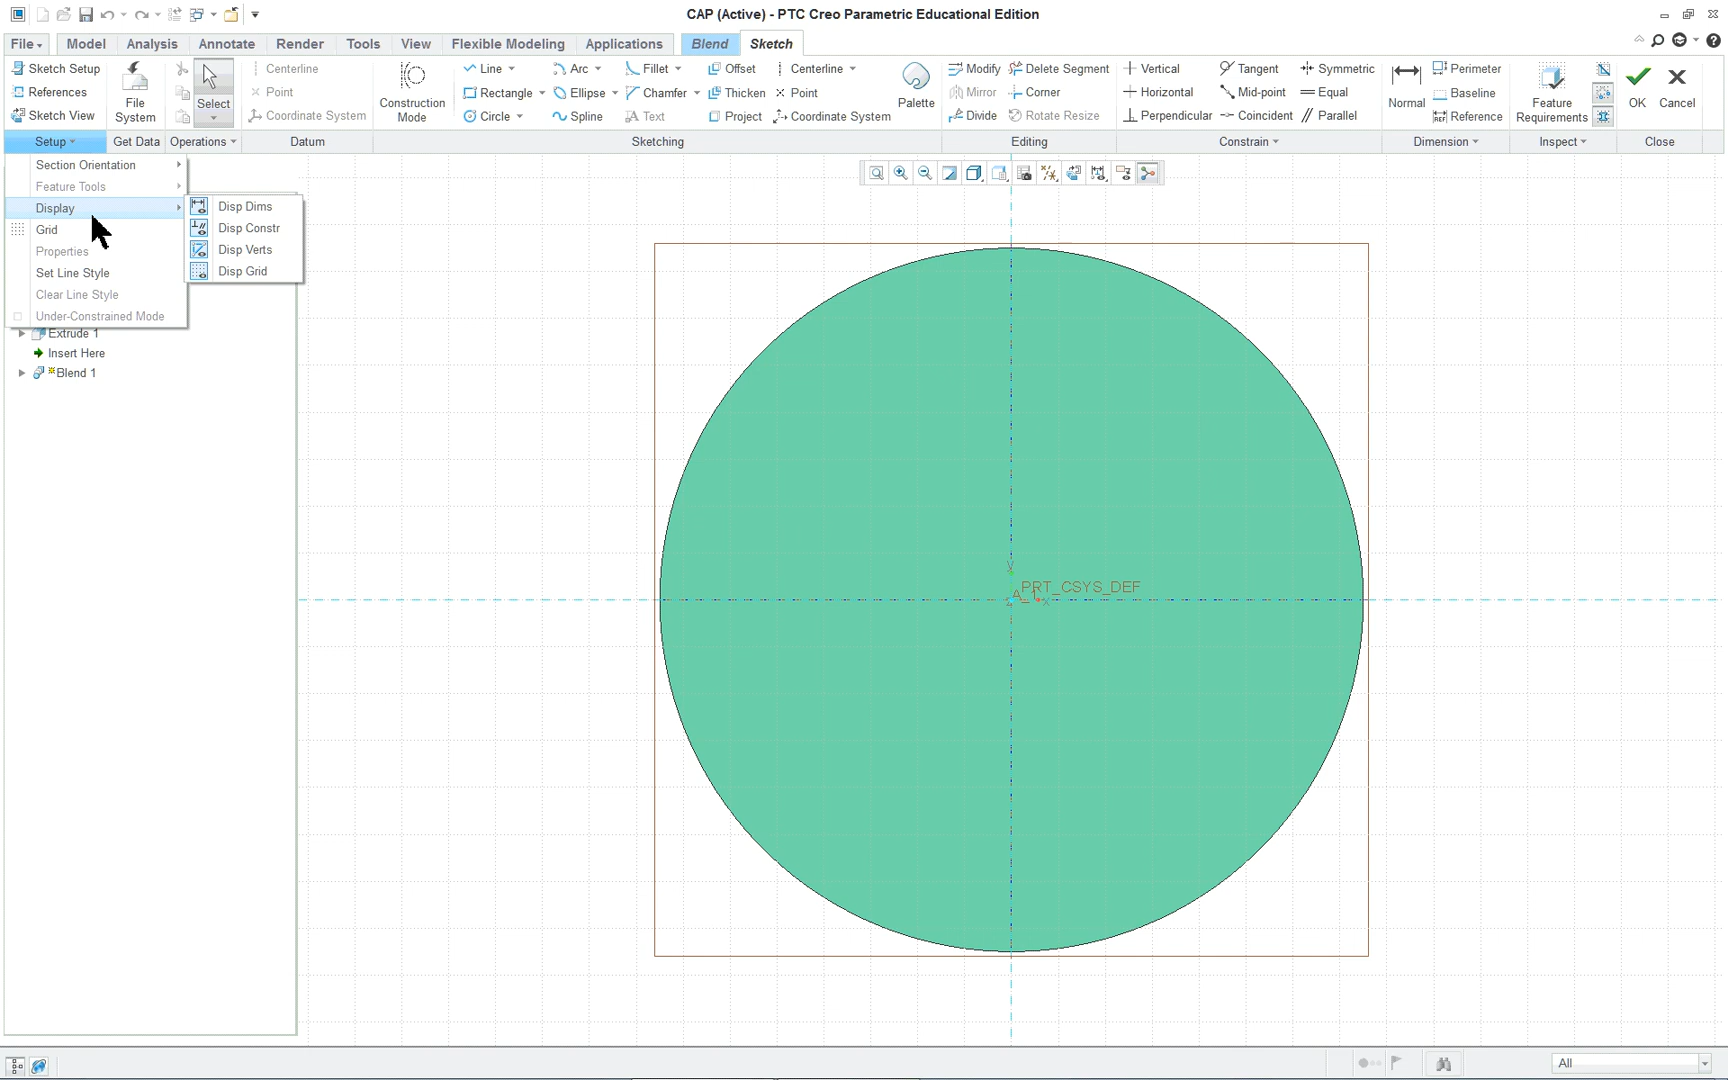 CAP (Active) - PTC Creo Parametric Educational Edition
File Model Analysis Annotate Render Tools View Flexible Modeling Applications Blend Sketch
Sketch Setup
References
Sketch View
File System
Select
Centerline
Point
Coordinate System
Construction Mode
Line Arc Fillet Offset Centerline
Rectangle Ellipse Chamfer Thicken Point
Circle Spline Text Project Coordinate System
Palette
Modify Delete Segment
Mirror Corner
Divide Rotate Resize
Vertical Tangent Symmetric
Horizontal Mid-point Equal
Perpendicular Coincident Parallel
Normal
Perimeter
Baseline
Reference
Feature Requirements
OK
Cancel
Setup Get Data Operations Datum Sketching Editing Constrain Dimension Inspect Close
Section Orientation
Feature Tools
Display
Grid
Properties
Set Line Style
Clear Line Style
Under-Constrained Mode
Disp Dims
Disp Constr
Disp Verts
Disp Grid
Extrude 1
Insert Here
Blend 1
PRT_CSYS_DEF
X
All